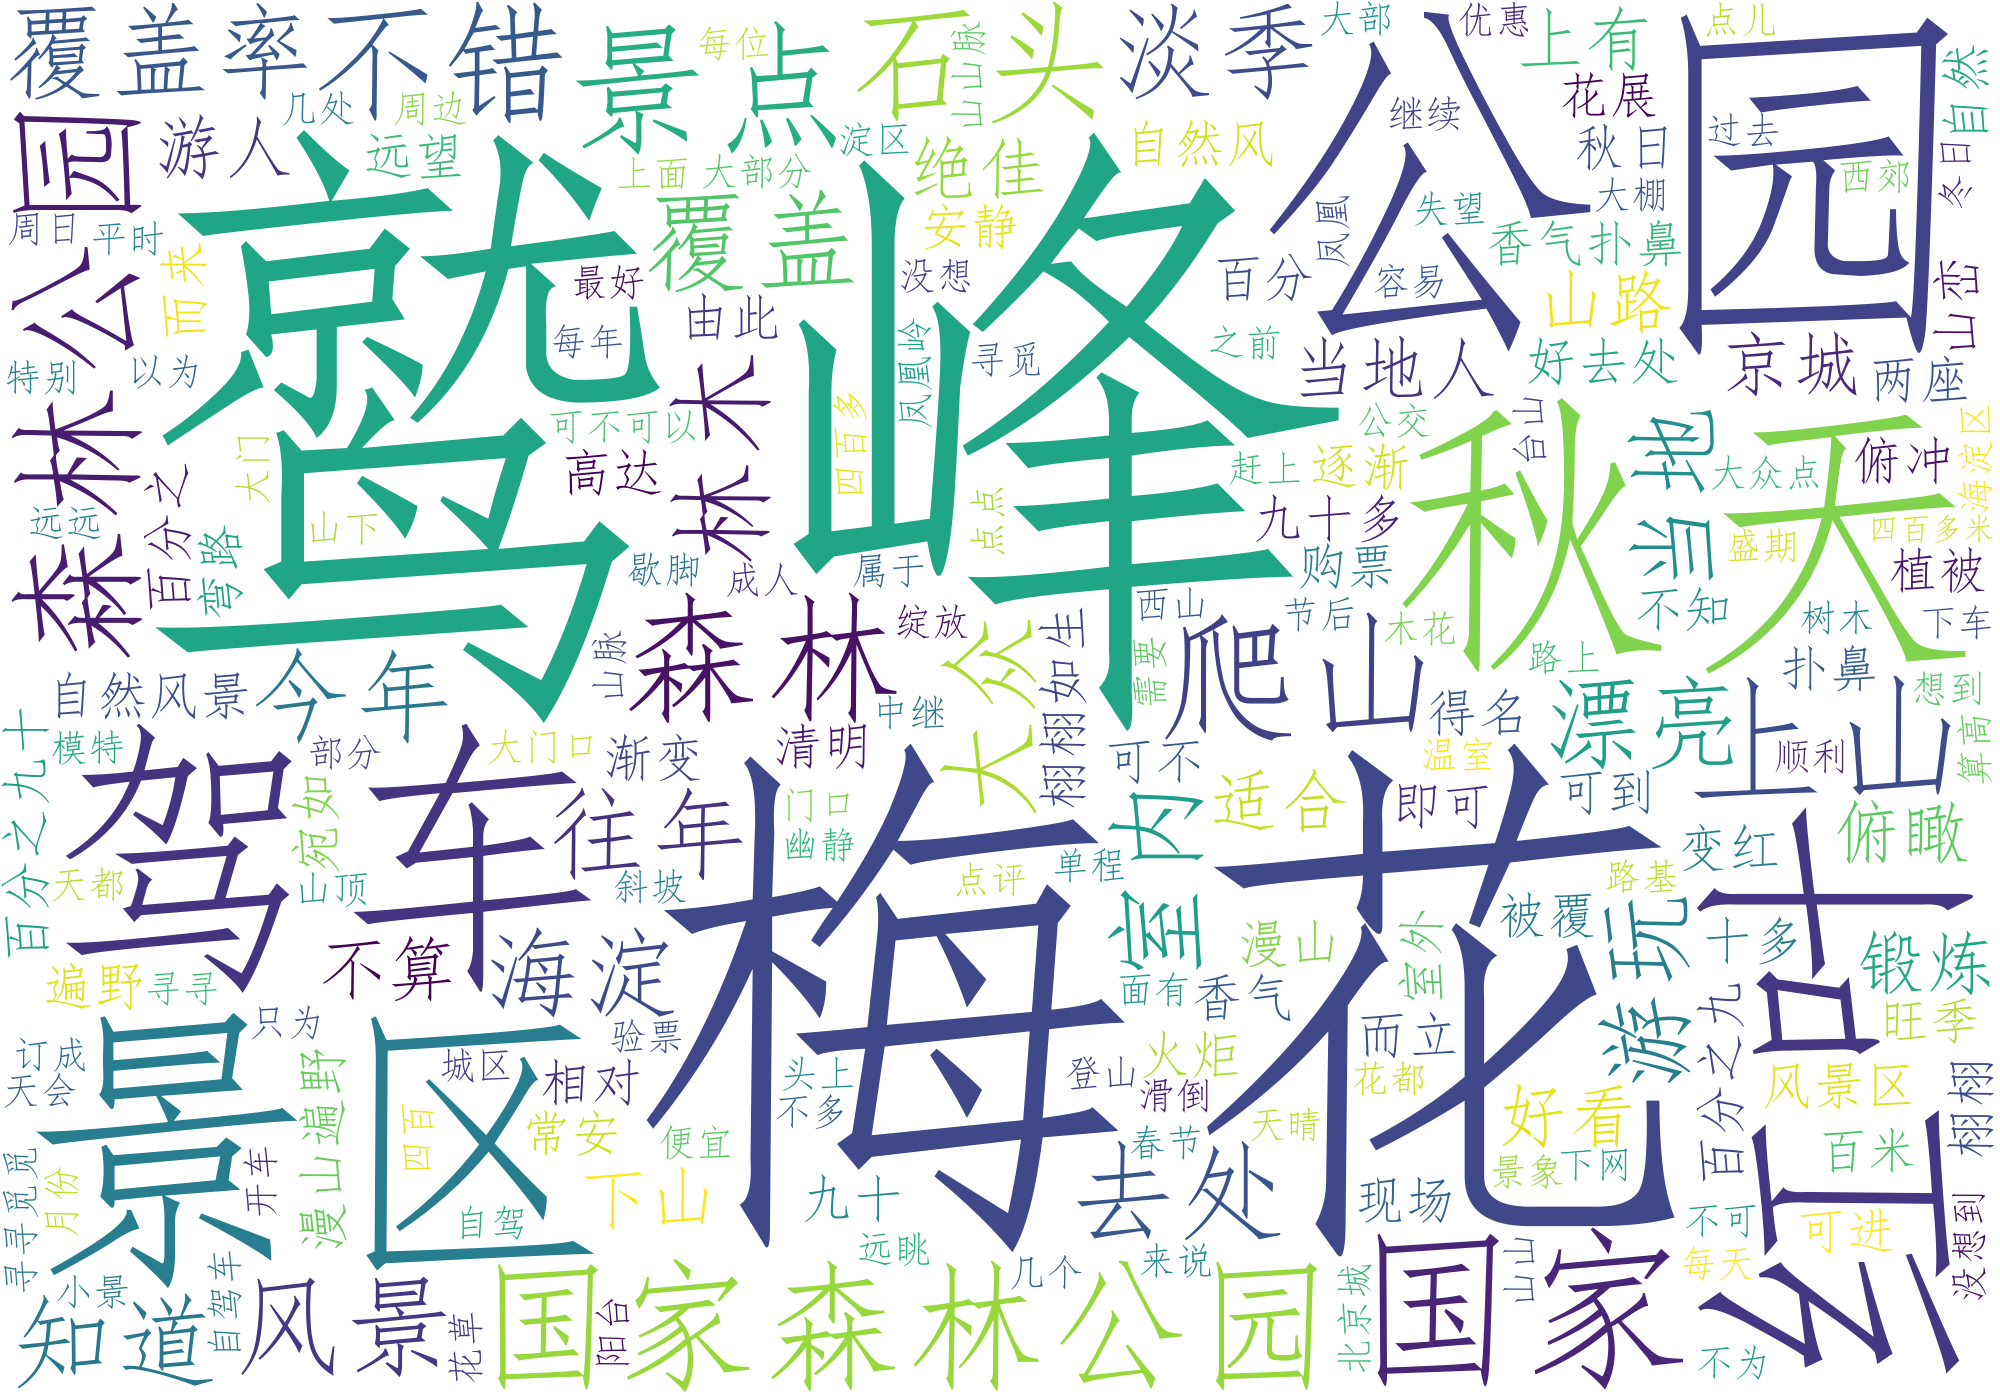 覆盖率
不错
景点
每位
石头
山山脉
淡季
大部
优惠
上有
点儿
自然
公园
花展
几处
周边
游人
远望
淀区
绝佳
自然风
继续
秋日
过去
西郊
冬日
森林公园
鹫峰
上面
大部分
覆盖
安静
凤凰
失望
大棚
香气扑鼻
山峦
周日
平时
而来
最好
没想
百分
容易
山路
特别
以为
每年
由此
凤凰岭
寻觅
之前
当地人
好去处
京城
两座
大门
可不可以
林木
四百多
公交
台山
秋天
当地
大众点
俯冲
海淀区
远远
百分之
弯路
山下
高达
点点
赶上
逐渐
九十多
盛期
四百多米
歇脚
成人
属于
购票
不知
植被
山脉
森林
绽放
大众
栩栩如生
西山
节后
木花
树木
下车
需要
爬山
路上
自然风景
今年
清明
中继
得名
漂亮
扑鼻
想到
百分之九十
模特
驾车
部分
大门口
渐变
可不
温室
上山
顺利
算高
宛如
往年
门口
幽静
梅花
室内
适合
即可
可到
变红
俯瞰
天都
山顶
斜坡
点评
单程
路基
红叶
遍野
寻寻
不算
海淀
漫山
室外
被覆
游玩
十多
锻炼
面有
香气
旺季
订成
天会
景区
只为
漫山遍野
城区
验票
相对
头上
不多
登山
火炬
滑倒
而立
花都
百分之九
风景区
栩栩
四百
常安
便宜
春节
天晴
好看
景象
下网
百米
寻寻觅觅
月份
开车
自驾
下山
九十
去处
现场
不可
可进
没想到
远眺
几个
来说
山山
每天
知道
小景
自驾车
风景
花草
国家森林公园
阳台
北京城
国家
不为